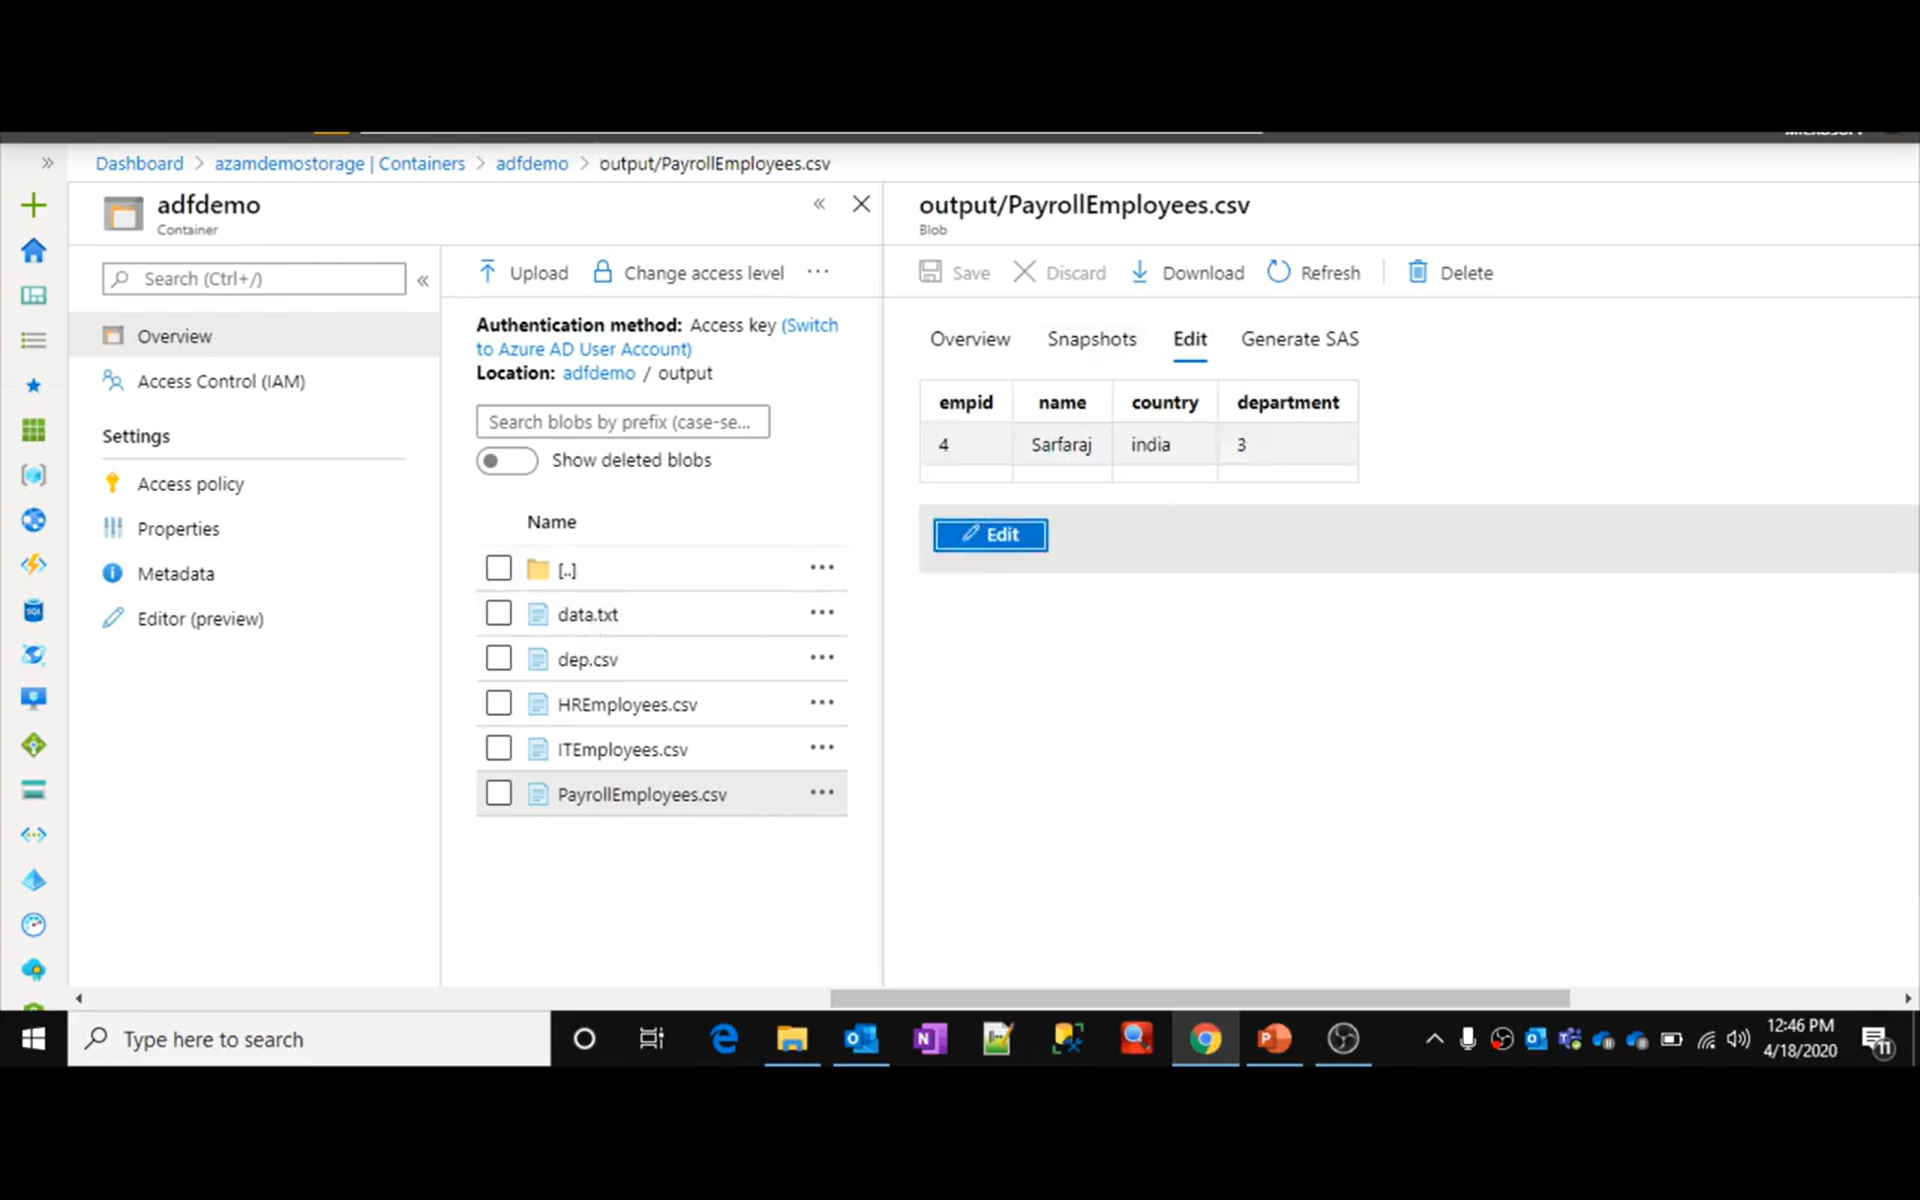 Dashboard > azamdemostorage | Containers > adfdemo > output/PayrollEmployees.csv
adfdemo
Container
Search (Ctrl+/)
Overview
Access Control (IAM)
Settings
Access policy
Properties
Metadata
Editor (preview)
Upload Change access level
Authentication method: Access key (Switch
to Azure AD User Account)
Location: adfdemo / output
Search blobs by prefix (case-se...
Show deleted blobs
Name
[..]
data.txt
dep.csv
HREmployees.csv
ITEmployees.csv
PayrollEmployees.csv
output/PayrollEmployees.csv
Blob
Save Discard Download Refresh Delete
Overview Snapshots Edit Generate SAS
empid name country department
4 Sarfaraj india 3
Edit
Type here to search
12:46 PM
4/18/2020
11